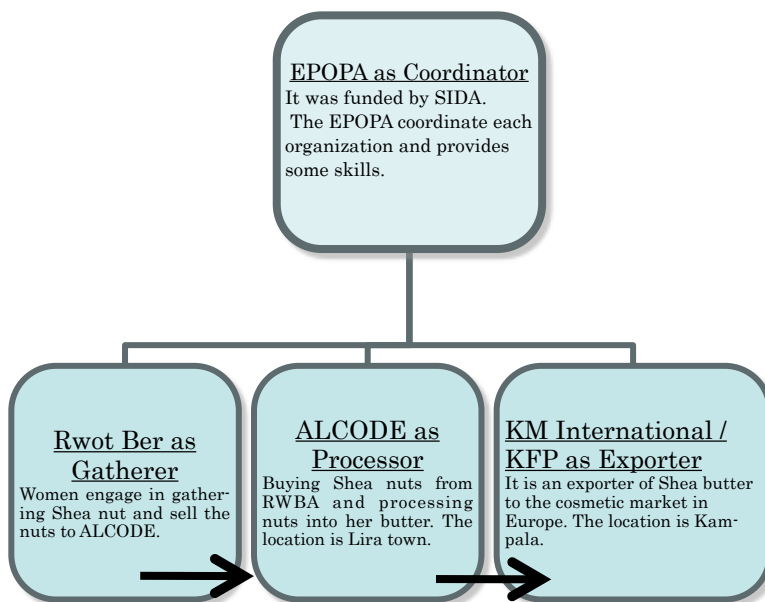 EPOPA as Coordinator
It was funded by SIDA.
The EPOPA coordinate each
organization and provides
some skills.
Rwot Ber as
Gatherer
Women engage in gather-
ing Shea nut and sell the
nuts to ALCODE.
ALCODE as
Processor
Buying Shea nuts from
RWBA and processing
nuts into her butter. The
location is Lira town.
KM International /
KFP as Exporter
It is an exporter of Shea butter
to the cosmetic market in
Europe. The location is Kam-
pala.